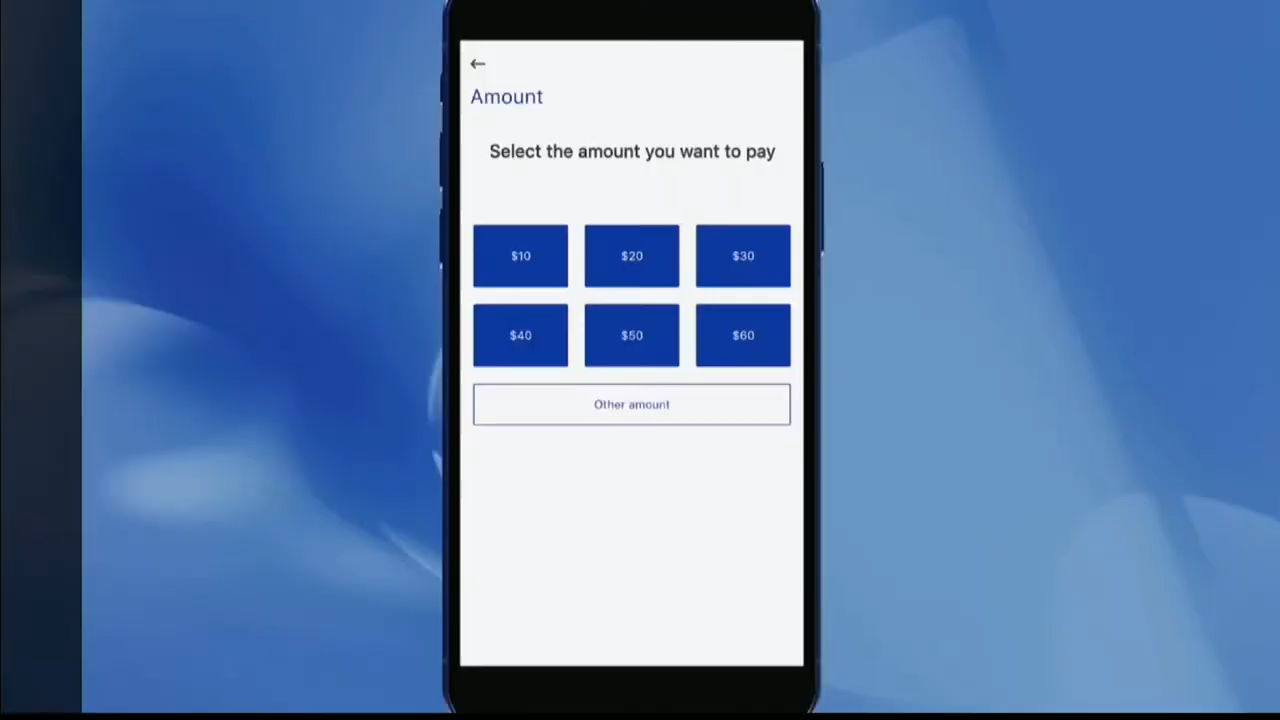 ←
Amount
Select the amount you want to pay
$10 $20 $30
$40 $50 $60
Other amount